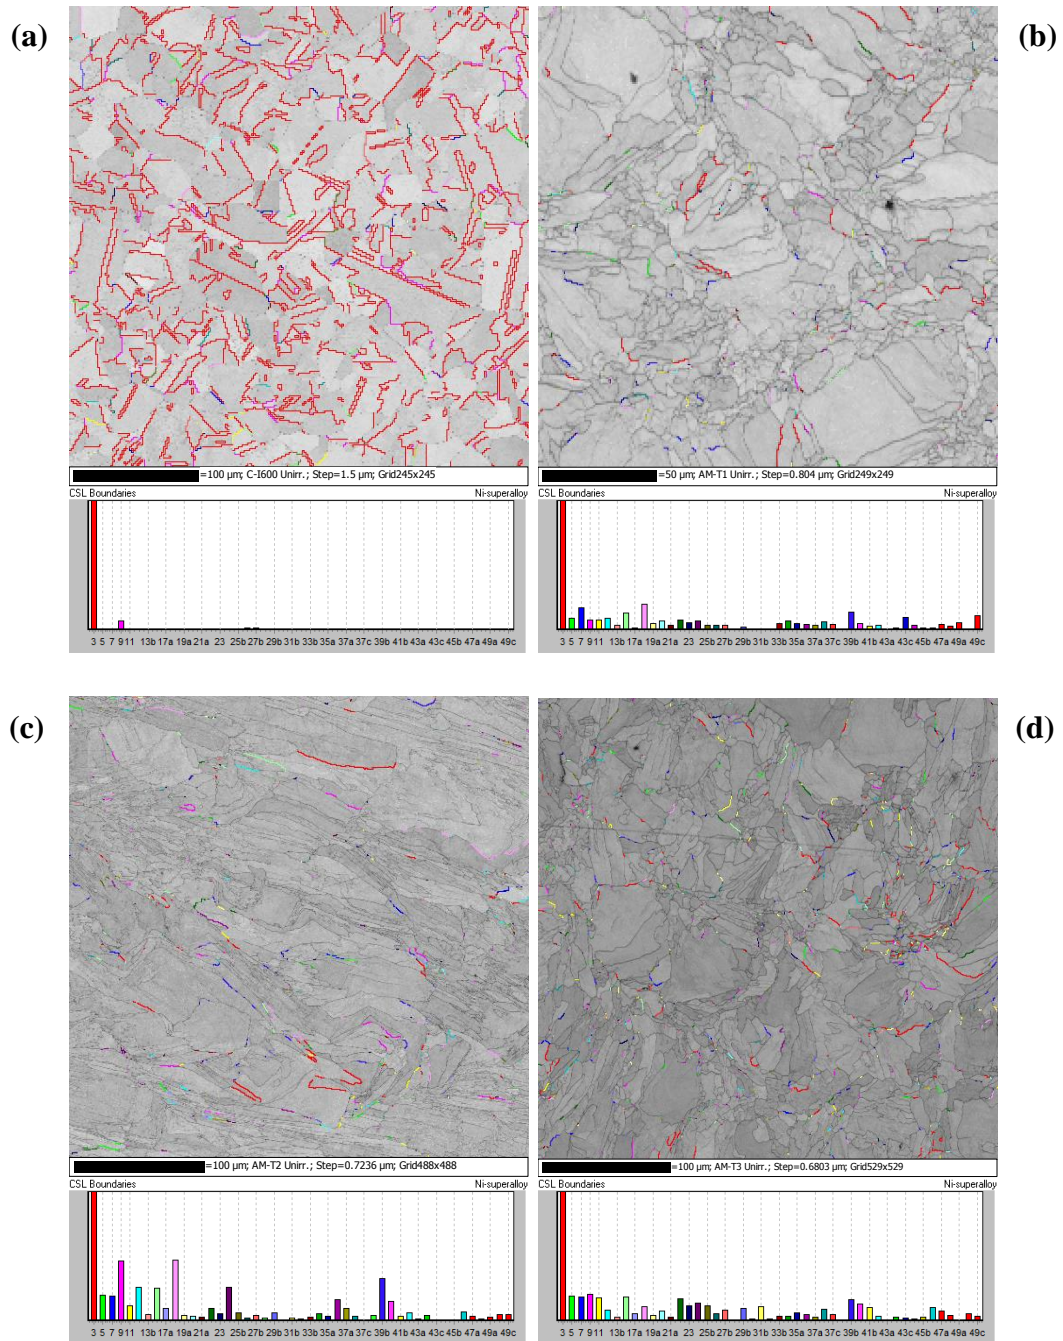 (a)
(b)
=100 µm; C-I600 Unirr.; Step=1.5 µm; Grid245x245
=50 µm; AM-T1 Unirr.; Step=0.804 µm; Grid249x249
CSL Boundaries Ni-superalloy
CSL Boundaries Ni-superalloy
3 5 7 9 11 13b 17a 19a 21a 23 25b 27b 29b 31b 33b 35b 37a 37c 39b 41b 43a 43c 45b 47a 49a 49c
3 5 7 9 11 13b 17a 19a 21a 23 25b 27b 29b 31b 33b 35b 37a 37c 39b 41b 43a 43c 45b 47a 49a 49c
(c)
(d)
=100 µm; AM-T2 Unirr.; Step=0.7236 µm; Grid488x488
=100 µm; AM-T3 Unirr.; Step=0.6803 µm; Grid529x529
CSL Boundaries Ni-superalloy
CSL Boundaries Ni-superalloy
3 5 7 9 11 13b 17a 19a 21a 23 25b 27b 29b 31b 33b 35b 37a 37c 39b 41b 43a 43c 45b 47a 49a 49c
3 5 7 9 11 13b 17a 19a 21a 23 25b 27b 29b 31b 33b 35b 37a 37c 39b 41b 43a 43c 45b 47a 49a 49c